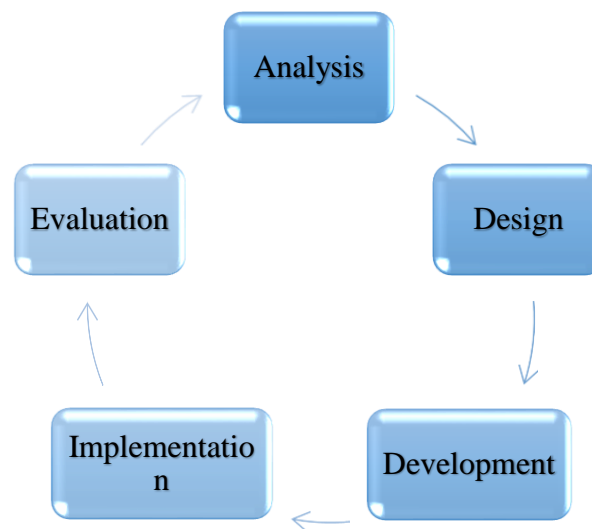 Analysis
Design
Development
Implementatio
n
Evaluation